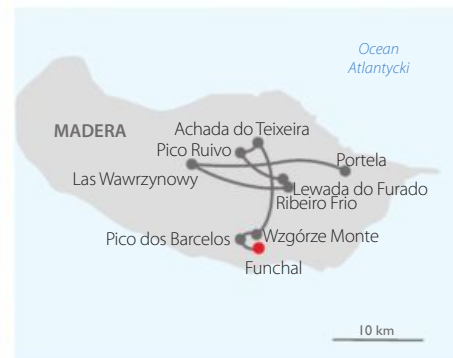 Ocean
Atlantycki
MADERA
Achada do Teixeira
Pico Ruivo
Portela
Las Wawrzynowy
Lewada do Furado
Ribeiro Frio
Pico dos Barcelos
Wzgórze Monte
Funchal
10 km